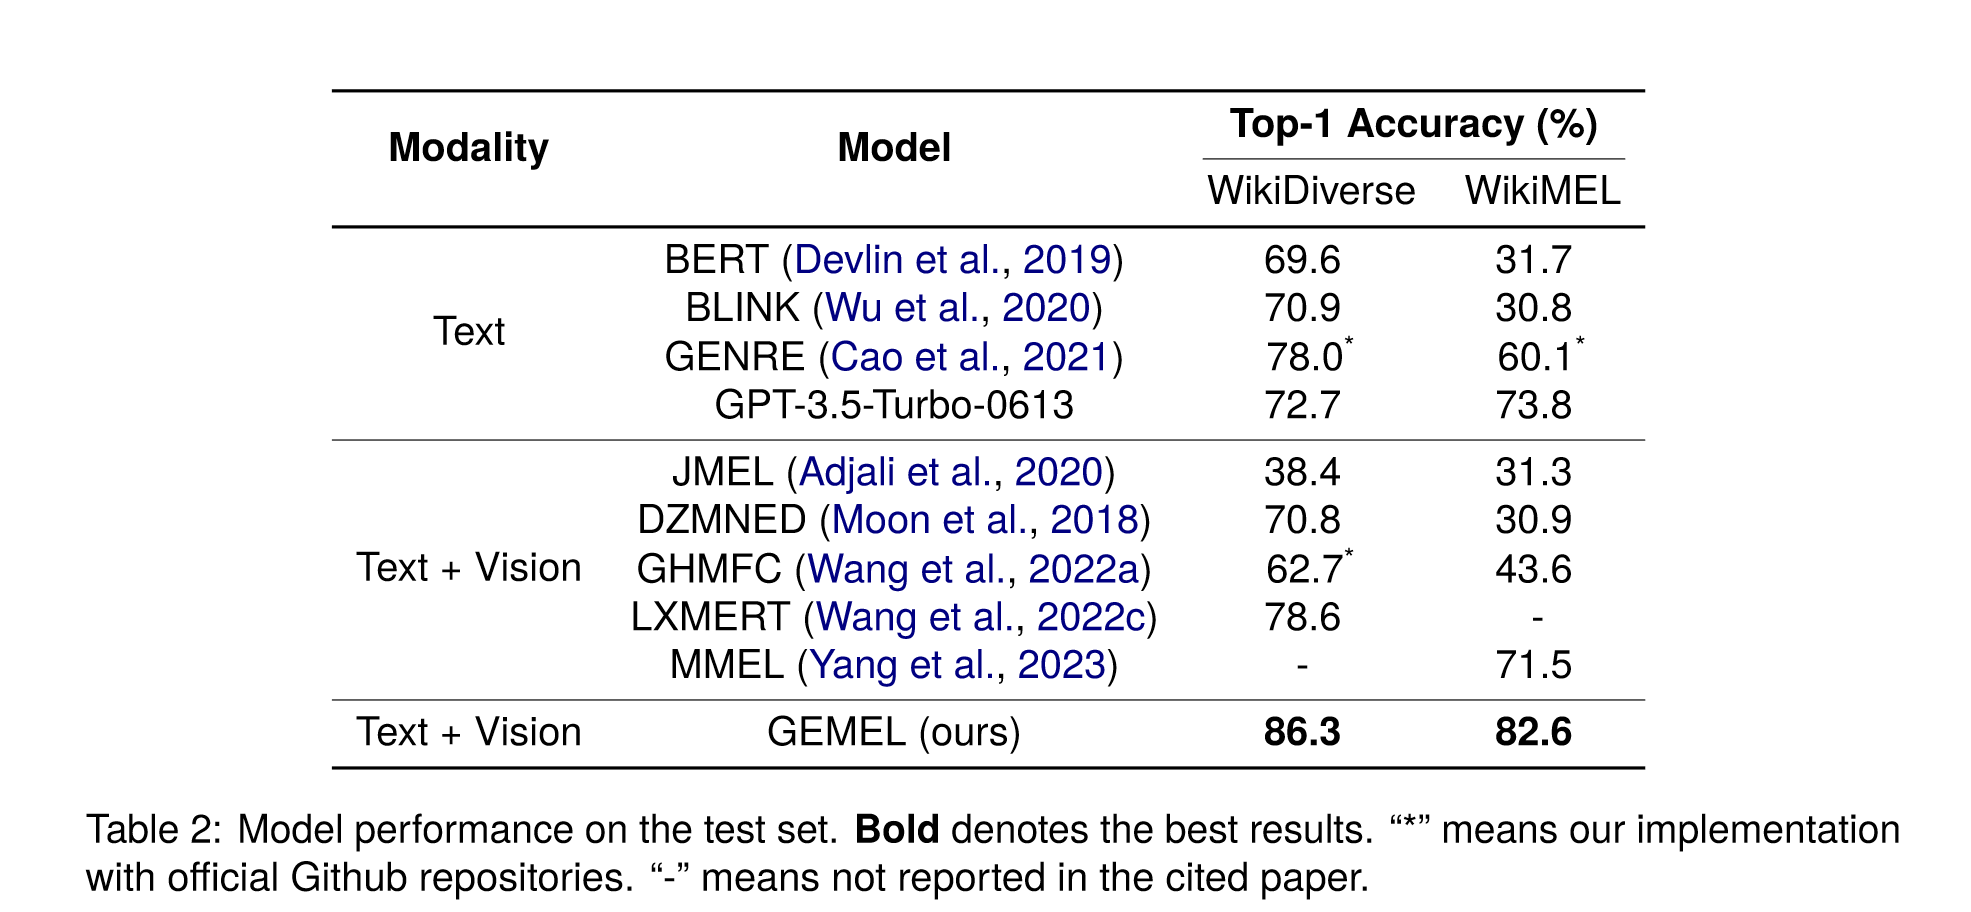 Modality Model Top-1 Accuracy (%)
WikiDiverse WikiMEL
Text
BERT (Devlin et al., 2019) 69.6 31.7
BLINK (Wu et al., 2020) 70.9 30.8
GENRE (Cao et al., 2021) 78.0* 60.1*
GPT-3.5-Turbo-0613 72.7 73.8
Text + Vision
JMEL (Adjali et al., 2020) 38.4 31.3
DZMNED (Moon et al., 2018) 70.8 30.9
GHMFC (Wang et al., 2022a) 62.7* 43.6
LXMERT (Wang et al., 2022c) 78.6 -
MMEL (Yang et al., 2023) - 71.5
Text + Vision GEMEL (ours) 86.3 82.6
Table 2: Model performance on the test set. Bold denotes the best results. “*” means our implementation
with official Github repositories. “-” means not reported in the cited paper.